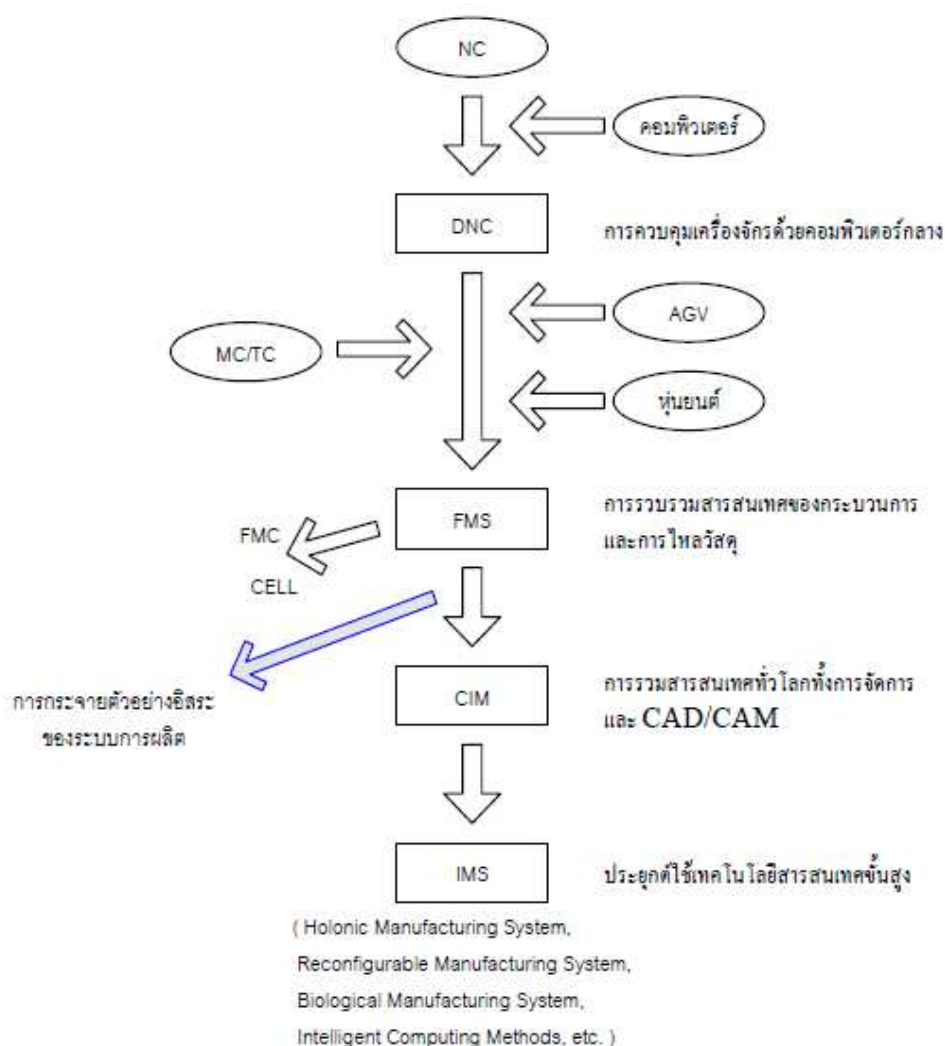 NC
คอมพิวเตอร์
DNC
การควบคุมเครื่องจักรด้วยคอมพิวเตอร์กลาง
AGV
MC/TC
หุ่นยนต์
FMS
การรวบรวมสารสนเทศของกระบวนการ
และการไหลวัสดุ
FMC
CELL
CIM
การรวมสารสนเทศทั่วโลกทั้งการจัดการ
และ CAD/CAM
การกระจายตัวอย่างอิสระ
ของระบบการผลิต
IMS
ประยุกต์ใช้เทคโนโลยีสารสนเทศขั้นสูง
( Holonic Manufacturing System,
Reconfigurable Manufacturing System,
Biological Manufacturing System,
Intelligent Computing Methods, etc. )